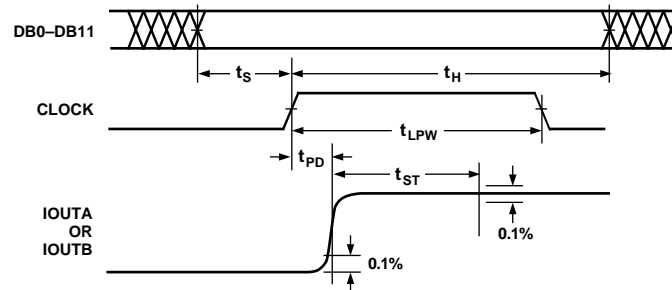 DB0–DB11
tS
tH
CLOCK
tLPW
tPD
tST
IOUTA
OR
IOUTB
0.1%
0.1%